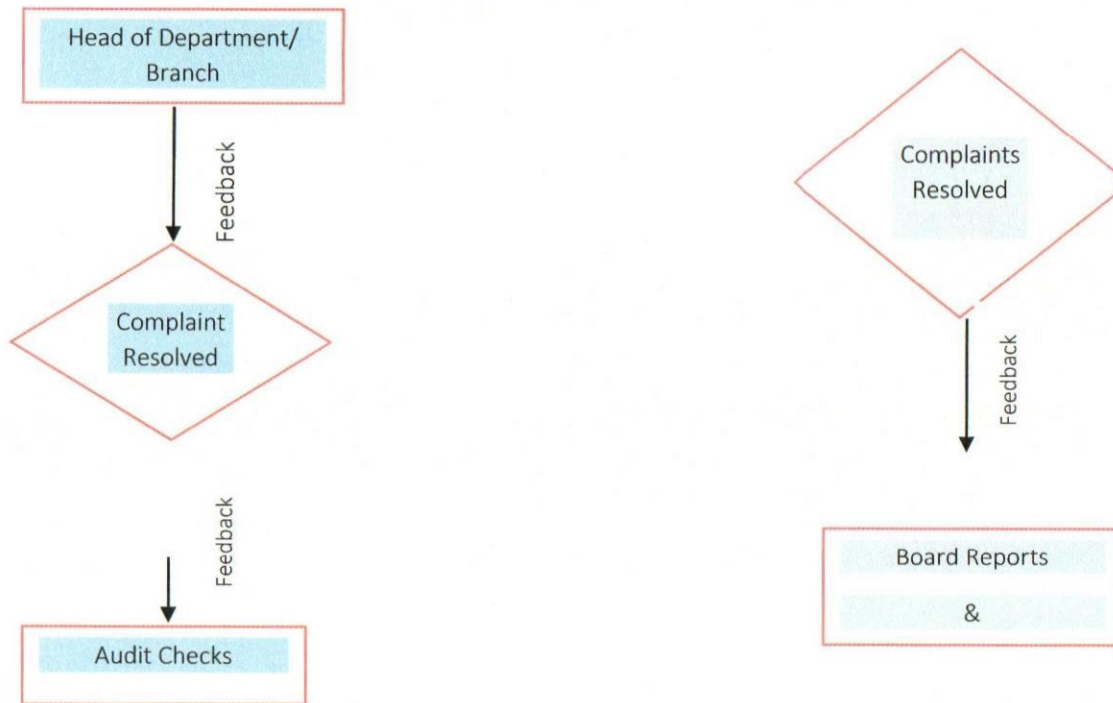 Head of Department/
Branch
Feedback
Complaint
Resolved
Feedback
Audit Checks
Complaints
Resolved
Feedback
Board Reports
&